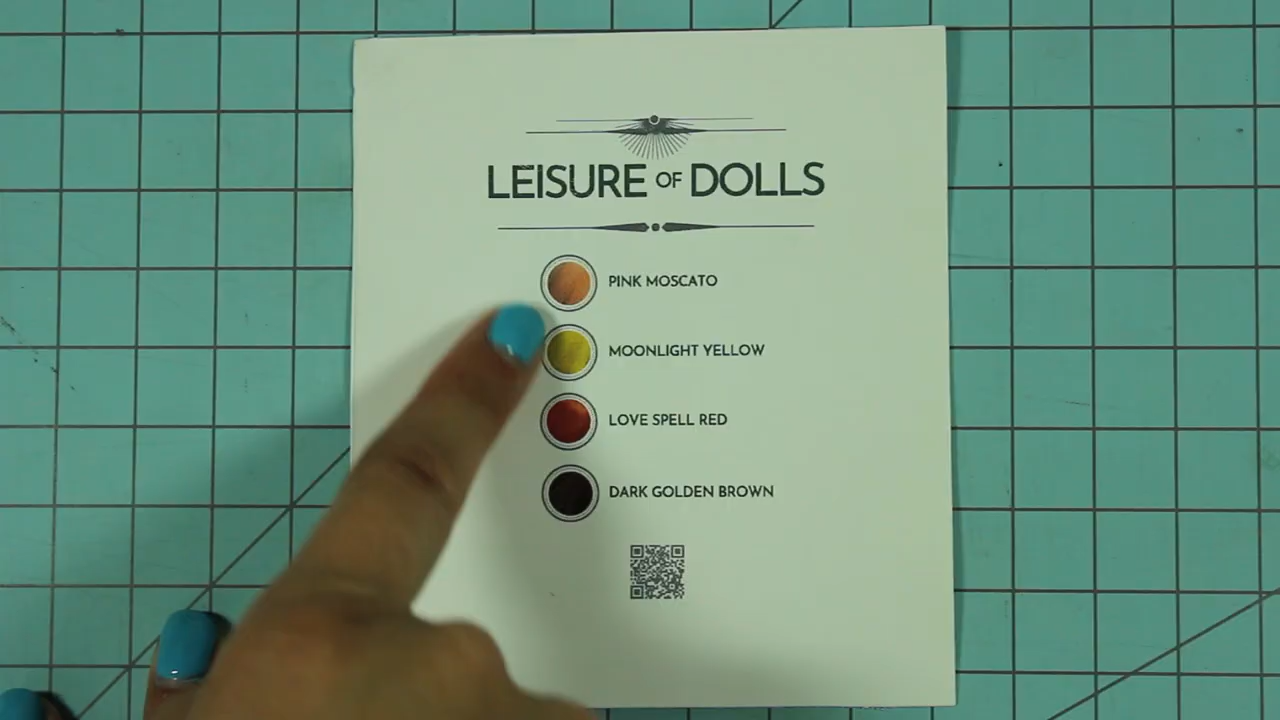 LEISURE OF DOLLS
PINK MOSCATO
MOONLIGHT YELLOW
LOVE SPELL RED
DARK GOLDEN BROWN